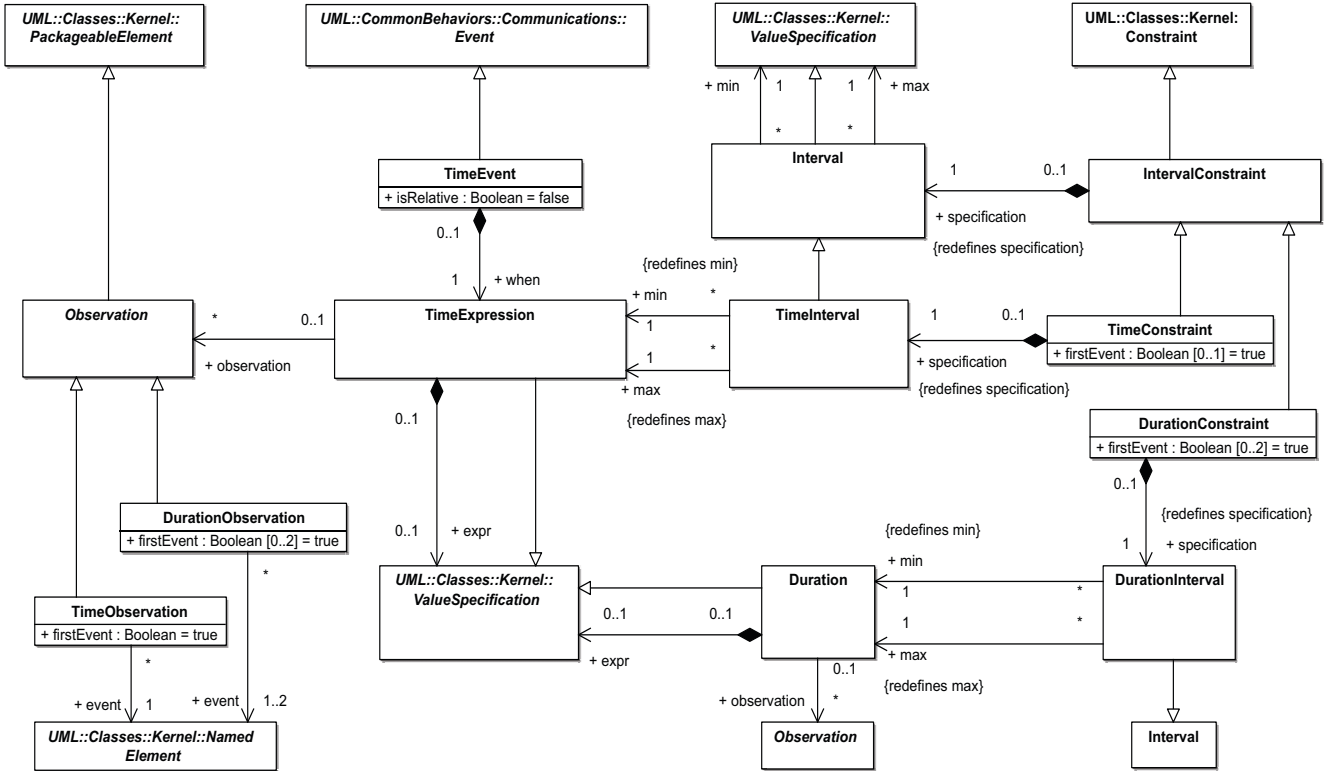 UML::Classes::Kernel::
PackageableElement
UML::CommonBehaviors::Communications::
Event
UML::Classes::Kernel::
ValueSpecification
UML::Classes::Kernel:
Constraint
+ min
1
1
+ max
*
*
Interval
TimeEvent
+ isRelative : Boolean = false
0..1
1
+ when
1
0..1
+ specification
{redefines specification}
IntervalConstraint
{redefines min}
+ min
*
1
1
*
+ max
{redefines max}
Observation
*
0..1
+ observation
TimeExpression
TimeInterval
1
0..1
+ specification
{redefines specification}
TimeConstraint
+ firstEvent : Boolean [0..1] = true
0..1
0..1
+ expr
DurationConstraint
+ firstEvent : Boolean [0..2] = true
0..1
{redefines specification}
1
+ specification
DurationObservation
+ firstEvent : Boolean [0..2] = true
*
TimeObservation
+ firstEvent : Boolean = true
*
+ event
1
+ event
1..2
UML::Classes::Kernel::Named
Element
UML::Classes::Kernel::
ValueSpecification
0..1
0..1
+ expr
Duration
{redefines min}
+ min
1
*
1
*
+ max
{redefines max}
DurationInterval
0..1
+ observation
*
Observation
Interval